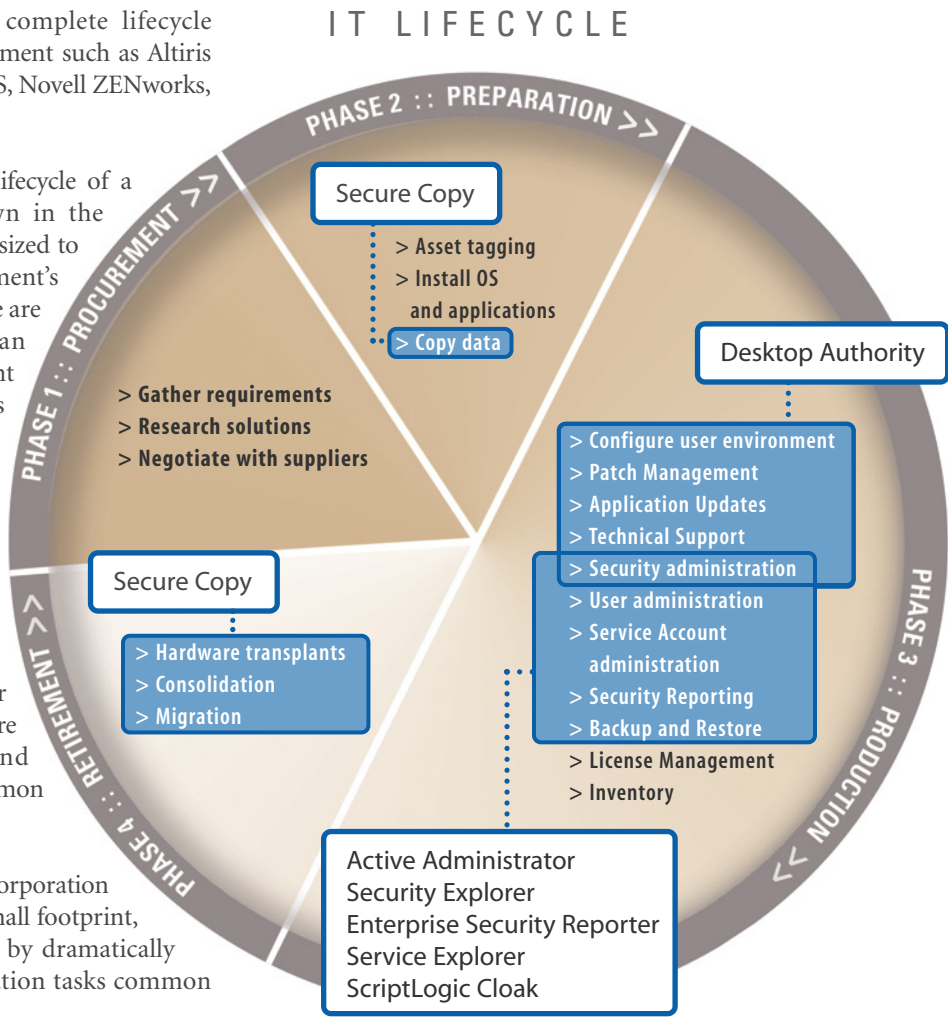 complete lifecycle
ment such as Altiris
S, Novell ZENworks,
ifecycle of a
wn in the
sized to
ment's
e are
an
nt
s
r
re
nd
mon
orporation
mall footprint,
by dramatically
ation tasks common
IT LIFECYCLE
PHASE 1 :: PROCUREMENT >>
> Gather requirements
> Research solutions
> Negotiate with suppliers
PHASE 2 :: PREPARATION >>
Secure Copy
> Asset tagging
> Install OS
and applications
> Copy data
PHASE 3 :: PRODUCTION >>
Desktop Authority
> Configure user environment
> Patch Management
> Application Updates
> Technical Support
> Security administration
> User administration
> Service Account
administration
> Security Reporting
> Backup and Restore
> License Management
> Inventory
Active Administrator
Security Explorer
Enterprise Security Reporter
Service Explorer
ScriptLogic Cloak
PHASE 4 :: RETIREMENT >>
Secure Copy
> Hardware transplants
> Consolidation
> Migration